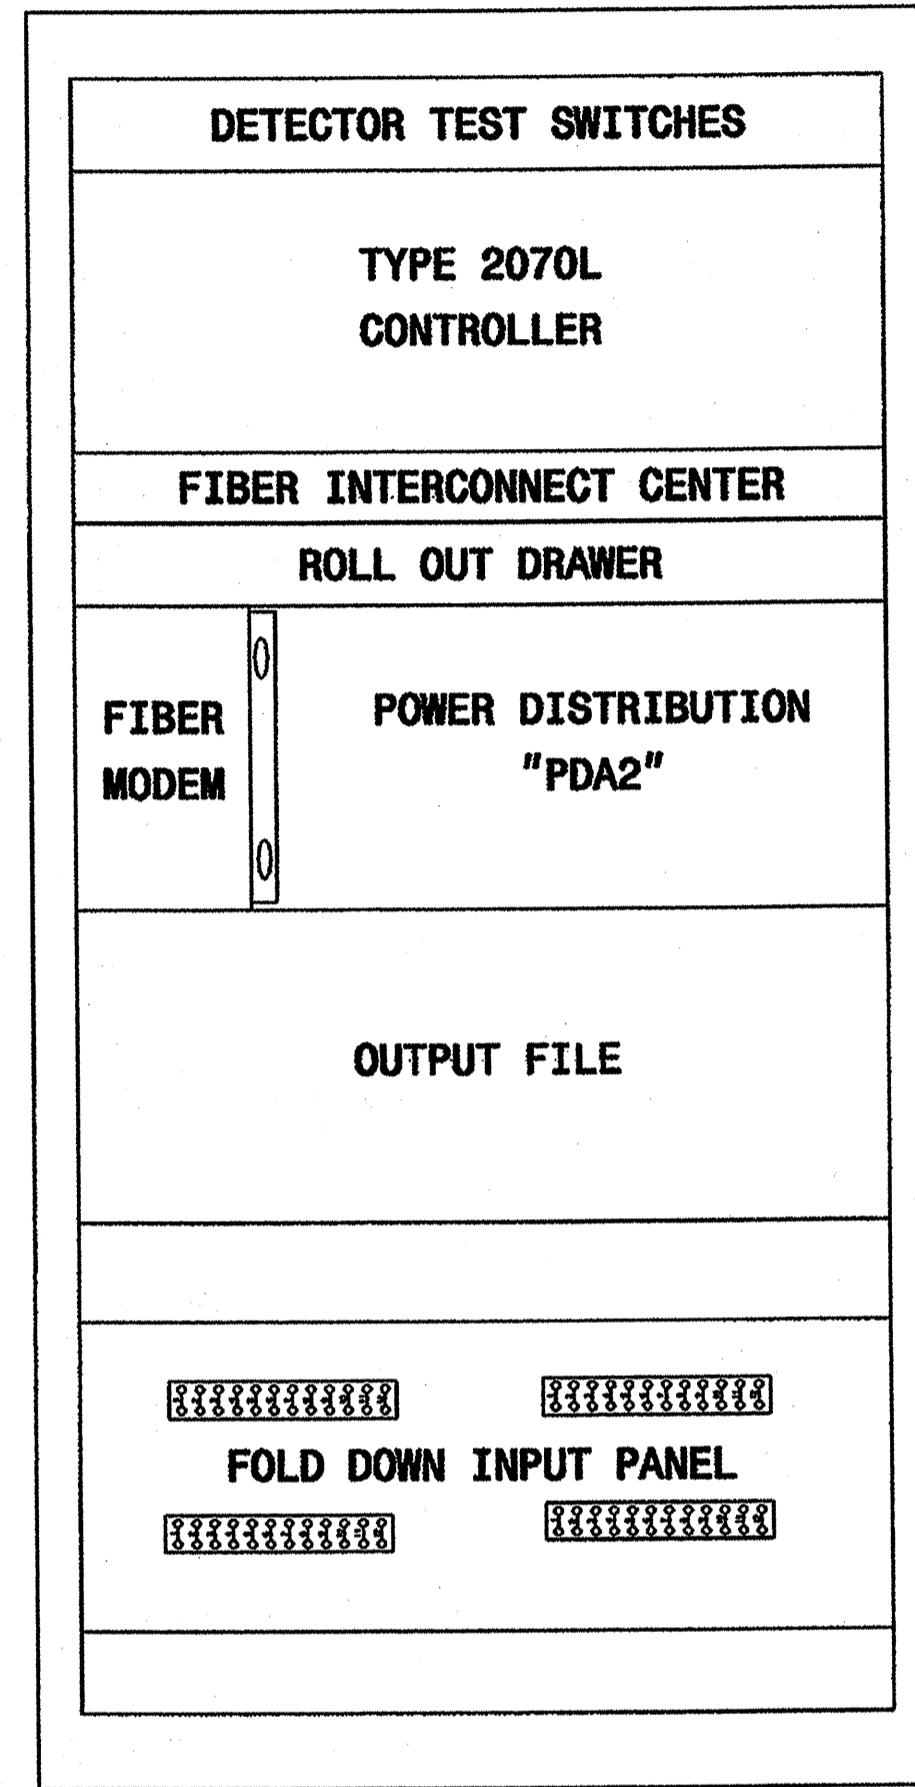 DETECTOR TEST SWITCHES
TYPE 2070L
CONTROLLER
FIBER INTERCONNECT CENTER
ROLL OUT DRAWER
FIBER
MODEM
POWER DISTRIBUTION
"PDA2"
OUTPUT FILE
FOLD DOWN INPUT PANEL